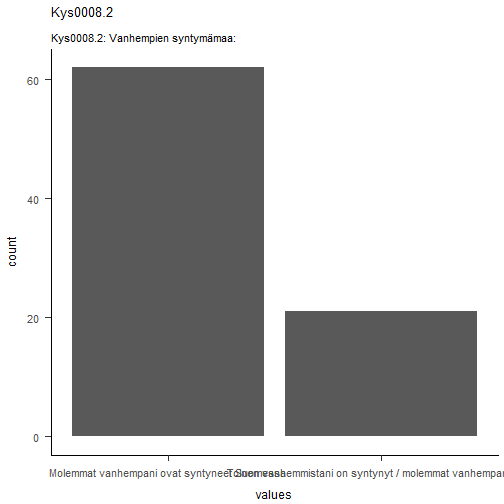 Kys0008.2
Kys0008.2: Vanhempien syntymämaa:
60
40
20
0
count
Molemmat vanhempani ovat syntyneet
vanhemmistani on syntynyt / molemmat vanhempani
values